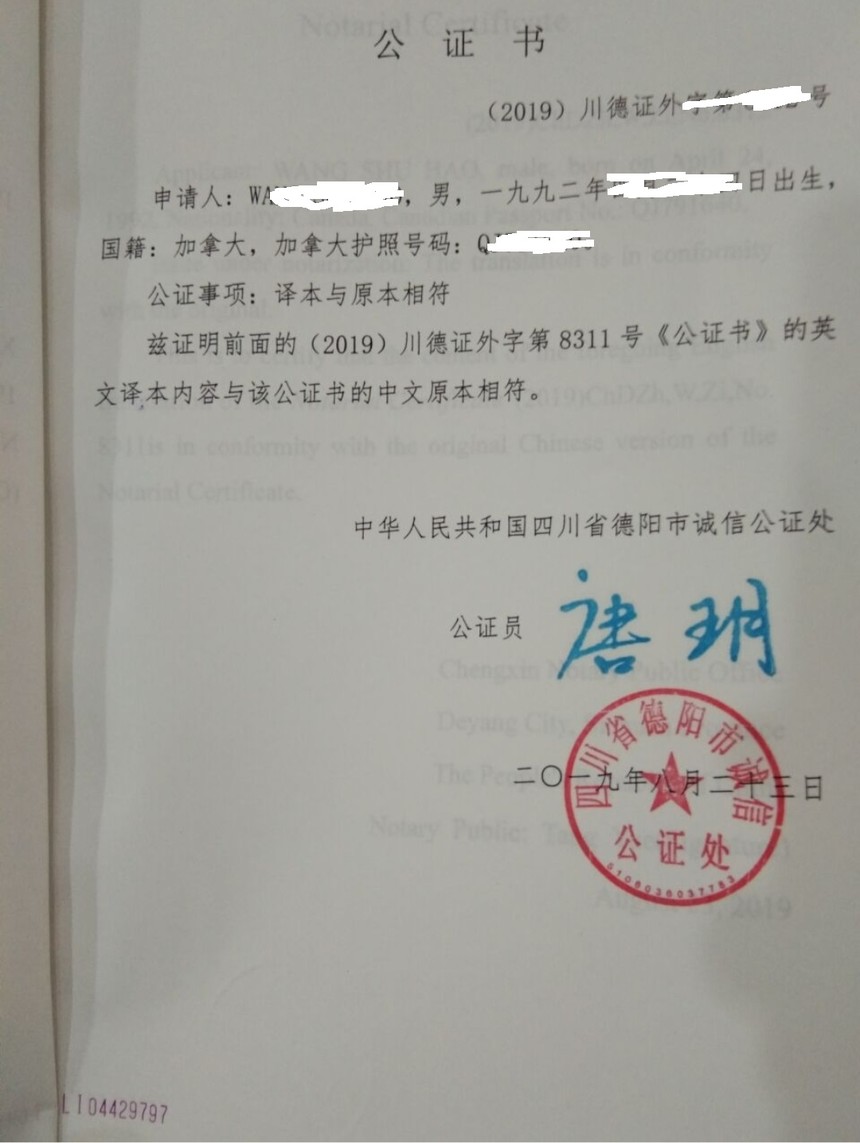 公 证 书
（2019）川德证外字第 号
申请人：WA ，男，一九九二年 日出生，
国籍：加拿大，加拿大护照号码：Q
公证事项：译本与原本相符
兹证明前面的（2019）川德证外字第 8311 号《公证书》的英
文译本内容与该公证书的中文原本相符。
中华人民共和国四川省德阳市诚信公证处
公证员 唐 玥
四川省德阳市诚信
二〇一九年八月二十三日
公证处
5106036037783
LI04429797